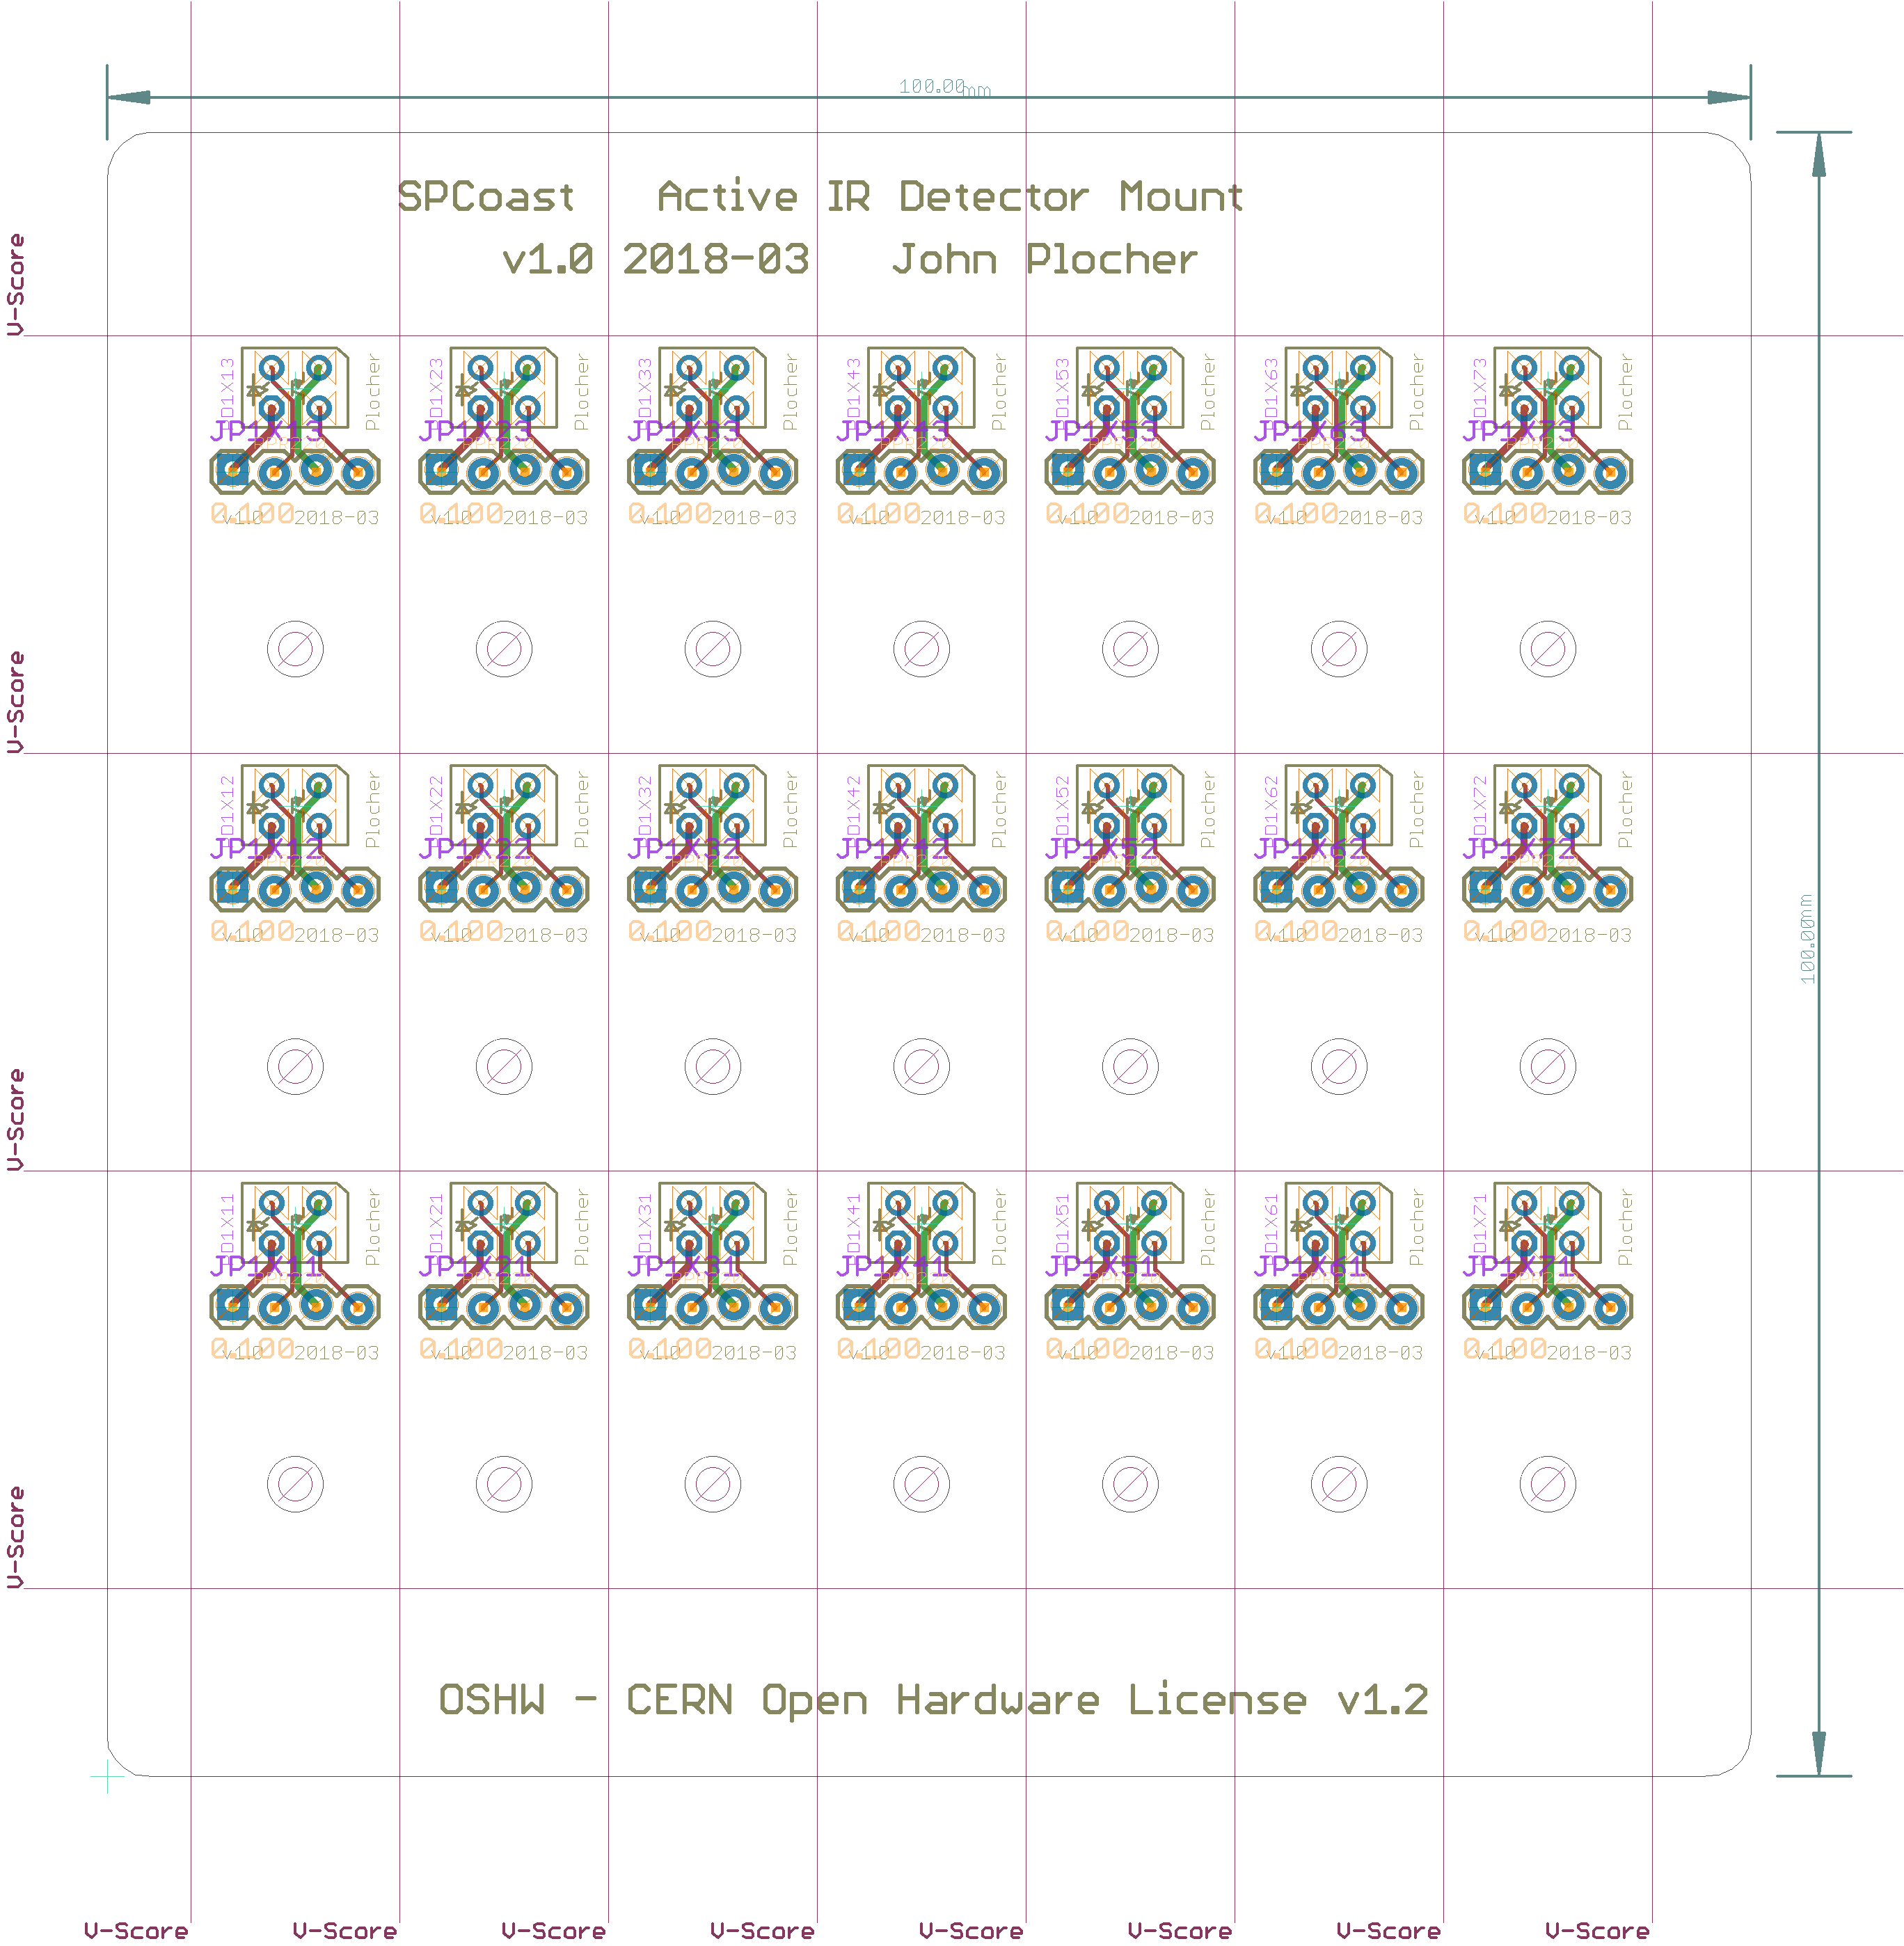 100.00mm
SPCoast Active IR Detector Mount
v1.0 2018-03 John Plocher
V-Score
D1X13 Plocher D1X23 Plocher D1X33 Plocher D1X43 Plocher D1X53 Plocher D1X63 Plocher D1X73 Plocher
JP1X13 JP1X23 JP1X33 JP1X43 JP1X53 JP1X63 JP1X73
0.100 v1.0 2018-03 0.100 v1.0 2018-03 0.100 v1.0 2018-03 0.100 v1.0 2018-03 0.100 v1.0 2018-03 0.100 v1.0 2018-03 0.100 v1.0 2018-03
V-Score
D1X12 Plocher D1X22 Plocher D1X32 Plocher D1X42 Plocher D1X52 Plocher D1X62 Plocher D1X72 Plocher
JP1X12 JP1X22 JP1X32 JP1X42 JP1X52 JP1X62 JP1X72
0.100 v1.0 2018-03 0.100 v1.0 2018-03 0.100 v1.0 2018-03 0.100 v1.0 2018-03 0.100 v1.0 2018-03 0.100 v1.0 2018-03 0.100 v1.0 2018-03
100.00mm
V-Score
D1X11 Plocher D1X21 Plocher D1X31 Plocher D1X41 Plocher D1X51 Plocher D1X61 Plocher D1X71 Plocher
JP1X11 JP1X21 JP1X31 JP1X41 JP1X51 JP1X61 JP1X71
0.100 v1.0 2018-03 0.100 v1.0 2018-03 0.100 v1.0 2018-03 0.100 v1.0 2018-03 0.100 v1.0 2018-03 0.100 v1.0 2018-03 0.100 v1.0 2018-03
V-Score
OSHW - CERN Open Hardware License v1.2
V-Score V-Score V-Score V-Score V-Score V-Score V-Score V-Score